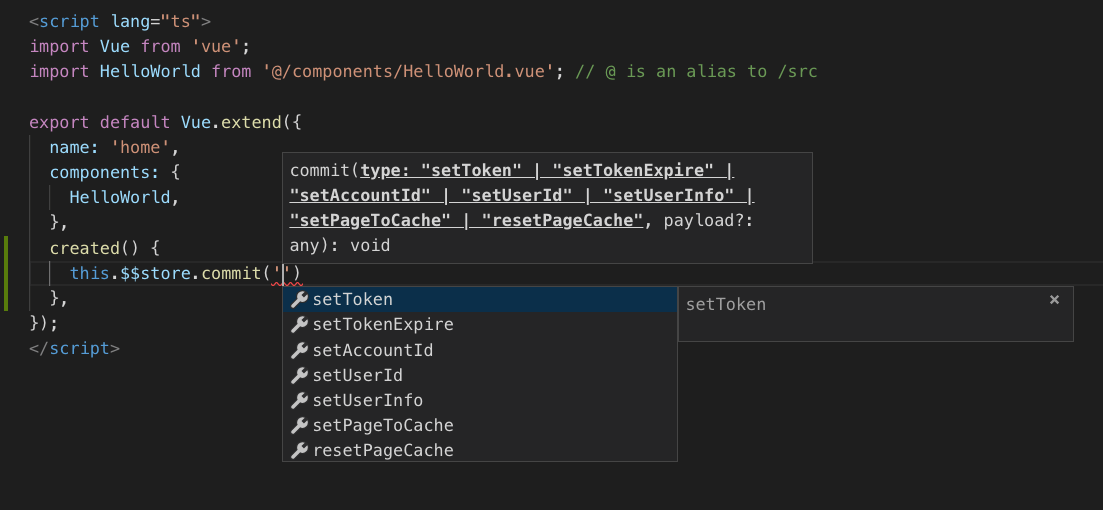 <script lang="ts">
import Vue from 'vue';
import HelloWorld from '@/components/HelloWorld.vue'; // @ is an alias to /src
export default Vue.extend({
name: 'home',
components: {
HelloWorld,
},
created() {
this.$$store.commit('')
},
});
</script>
commit(type: "setToken" | "setTokenExpire" |
"setAccountId" | "setUserId" | "setUserInfo" |
"setPageToCache" | "resetPageCache", payload?:
any): void
setToken
setTokenExpire
setAccountId
setUserId
setUserInfo
setPageToCache
resetPageCache
setToken ×